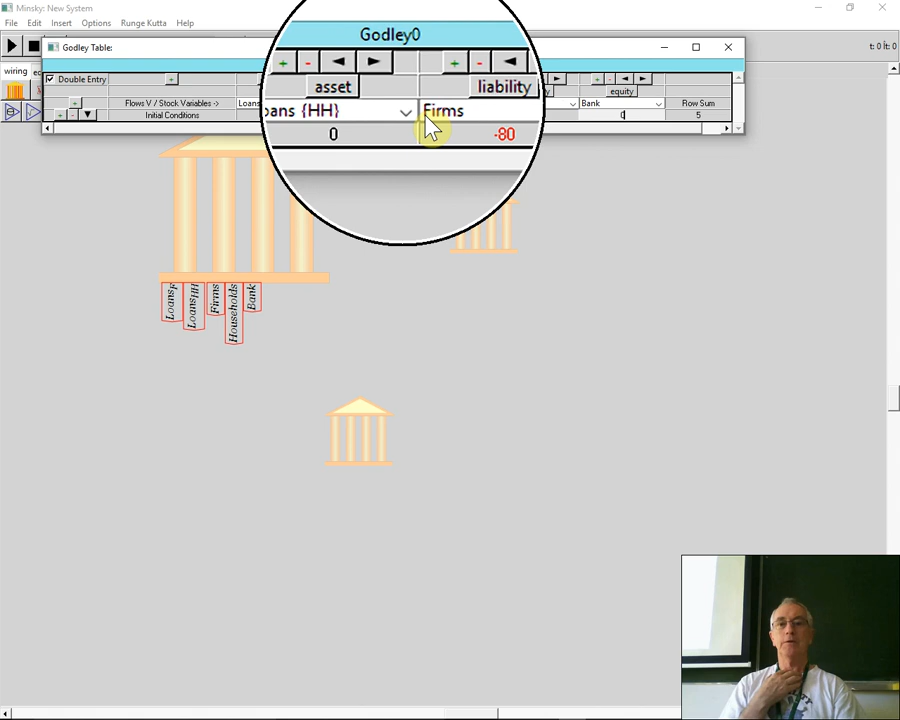 Minsky: New System
File Edit Insert Options Runge Kutta Help
t: 0 Δt: 0
Godley Table:
Godley0
wiring
Double Entry + + - ◄ ► + - ◄ ► + - ◄ ►
asset liability equity
+ Flows V / Stock Variables -> Loans oans {HH} Firms Bank Row Sum
+ - ▼ Initial Conditions 0 -80 0 5
Loans F
Loans HH
Firms
Households
Bank